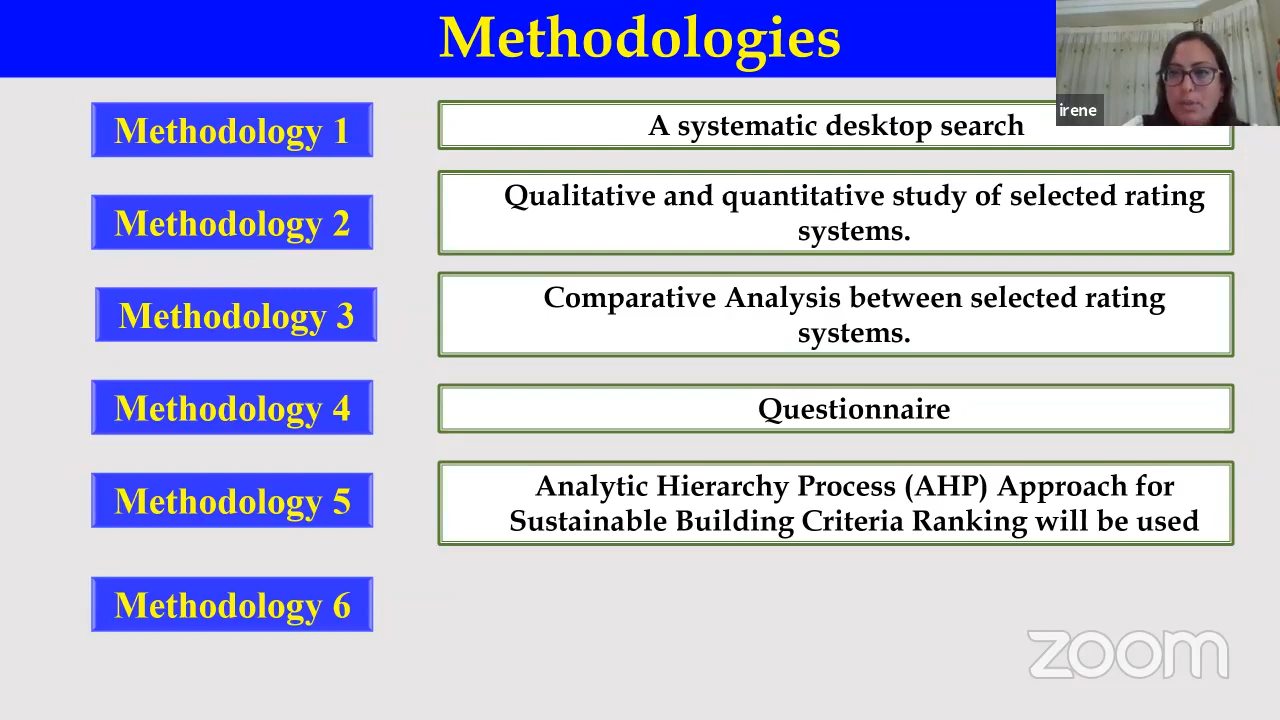 Methodologies
irene
Methodology 1
A systematic desktop search
Methodology 2
Qualitative and quantitative study of selected rating
systems.
Methodology 3
Comparative Analysis between selected rating
systems.
Methodology 4
Questionnaire
Methodology 5
Analytic Hierarchy Process (AHP) Approach for
Sustainable Building Criteria Ranking will be used
Methodology 6
zoom